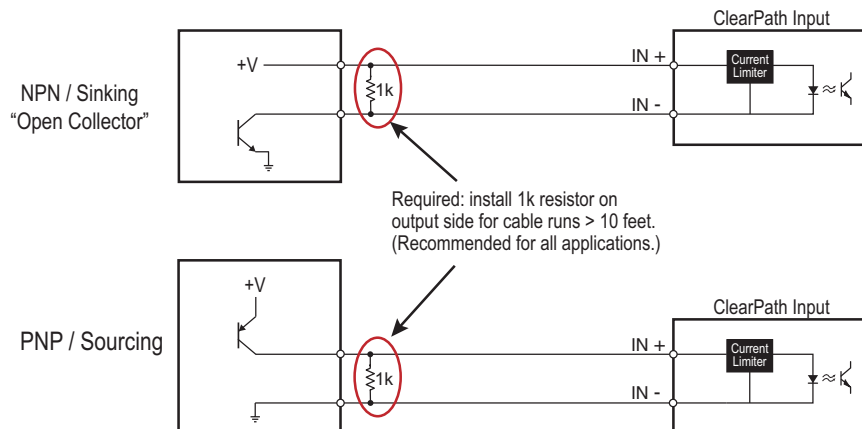 ClearPath Input
NPN / Sinking
“Open Collector”
+V
1k
IN +
IN -
Current
Limiter
Required: install 1k resistor on
output side for cable runs > 10 feet.
(Recommended for all applications.)
PNP / Sourcing
+V
1k
ClearPath Input
IN +
IN -
Current
Limiter